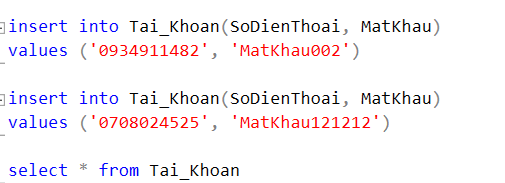 insert into Tai_Khoan(SoDienThoai, MatKhau)
values ('0934911482', 'MatKhau002')
insert into Tai_Khoan(SoDienThoai, MatKhau)
values ('0708024525', 'MatKhau121212')
select * from Tai_Khoan